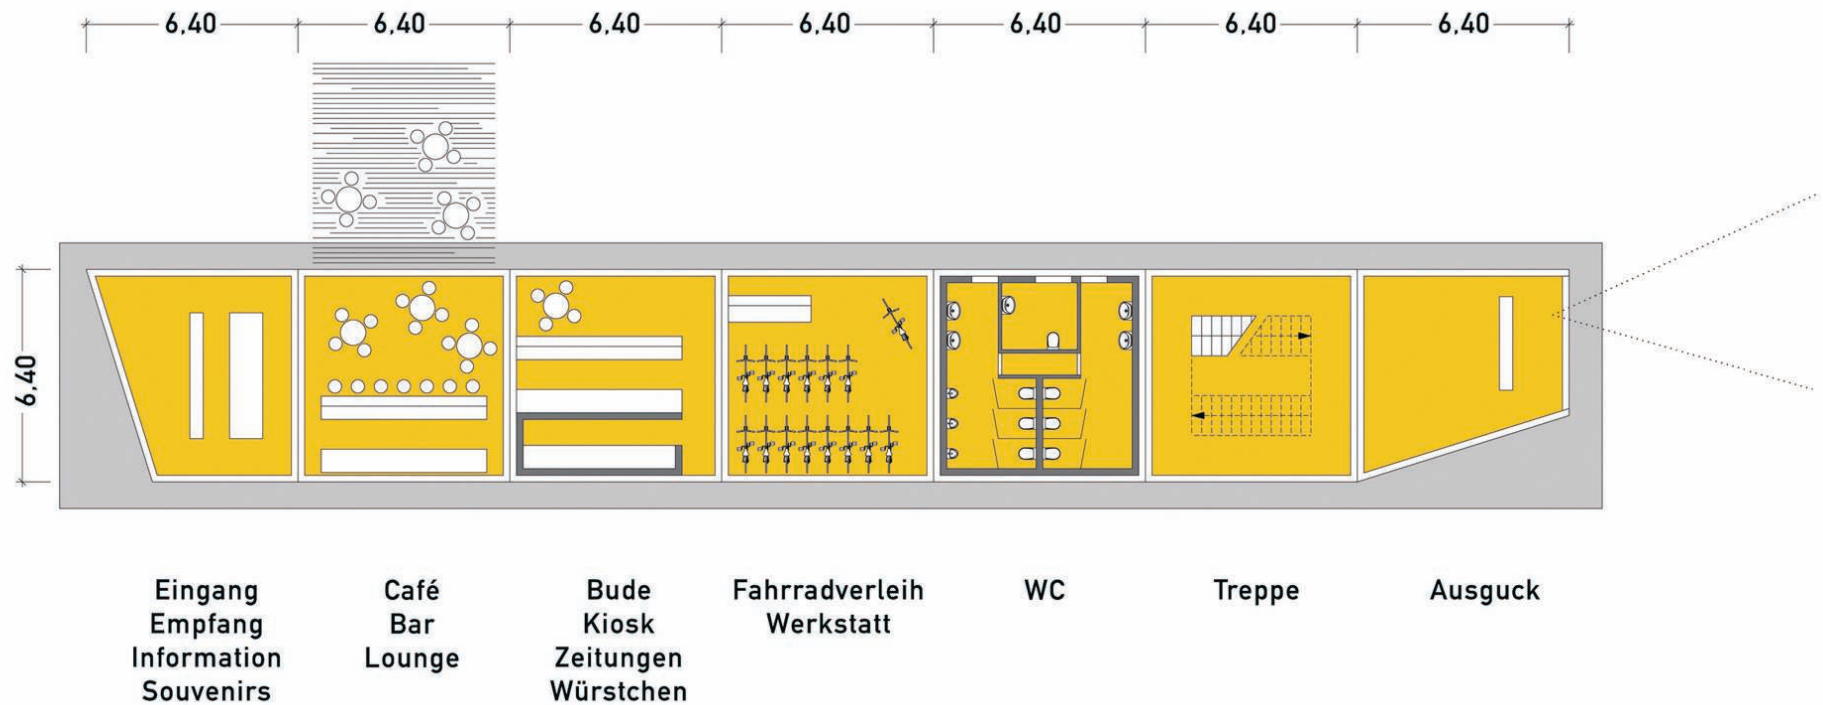 6,40 6,40 6,40 6,40 6,40 6,40 6,40
6,40
Eingang
Empfang
Information
Souvenirs
Café
Bar
Lounge
Bude
Kiosk
Zeitungen
Würstchen
Fahrradverleih
Werkstatt
WC
Treppe
Ausguck